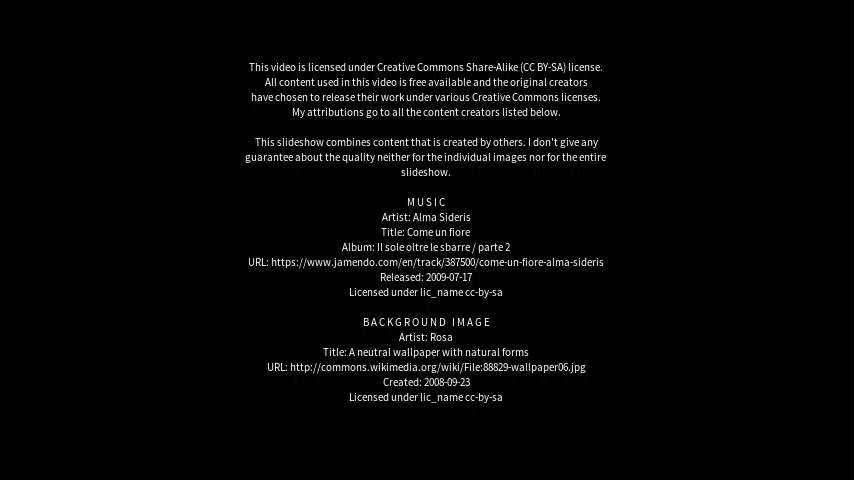 This video is licensed under Creative Commons Share-Alike (CC BY-SA) license.
All content used in this video is free available and the original creators
have chosen to release their work under various Creative Commons licenses.
My attributions go to all the content creators listed below.
This slideshow combines content that is created by others. I don't give any
guarantee about the quality neither for the individual images nor for the entire
slideshow.
MUSIC
Artist: Alma Sideris
Title: Come un fiore
Album: Il sole oltre le sbarre / parte 2
URL: https://www.jamendo.com/en/track/387500/come-un-fiore-alma-sideris
Released: 2009-07-17
Licensed under lic_name cc-by-sa
BACKGROUND IMAGE
Artist: Rosa
Title: A neutral wallpaper with natural forms
URL: http://commons.wikimedia.org/wiki/File:88829-wallpaper06.jpg
Created: 2008-09-23
Licensed under lic_name cc-by-sa